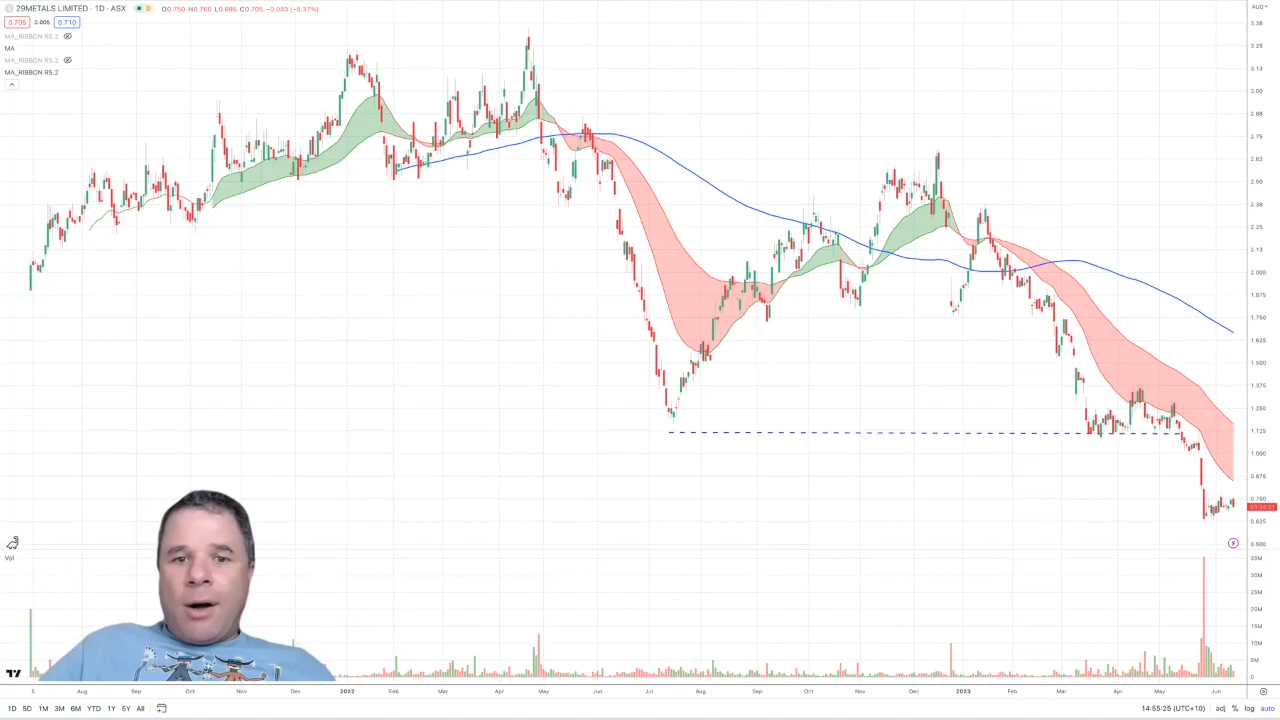 29METALS LIMITED · 1D · ASX D O0.750 H0.760 L0.695 C0.705 −0.040 (−5.37%)
AUD
0.705 0.005 0.710
MA_RIBBON R5.2
MA
MA_RIBBON R5.2
MA_RIBBON R5.2
3.38
3.25
3.13
3.00
2.88
2.75
2.63
2.50
2.38
2.25
2.13
2.000
1.875
1.750
1.625
1.500
1.375
1.250
1.125
1.000
0.875
0.750
01:24:31
0.625
0.500
Vol
35M
30M
25M
20M
15M
10M
5M
0
5 Aug Sep Oct Nov Dec 2022 Feb Mar Apr May Jun Jul Aug Sep Oct Nov Dec 2023 Feb Mar Apr May Jun
1D 5D 1M 3M 6M YTD 1Y 5Y All 14:55:25 (UTC+10) adj % log auto